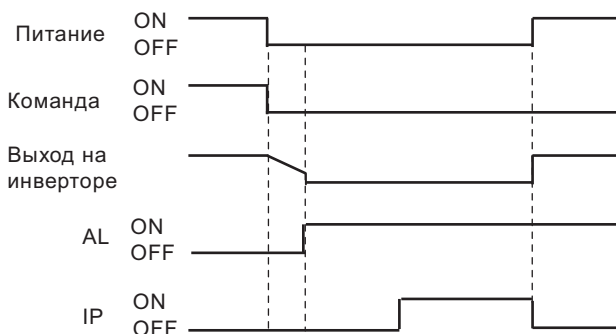 Питание
ON
OFF
Команда
ON
OFF
Выход на
инверторе
AL
ON
OFF
IP
ON
OFF